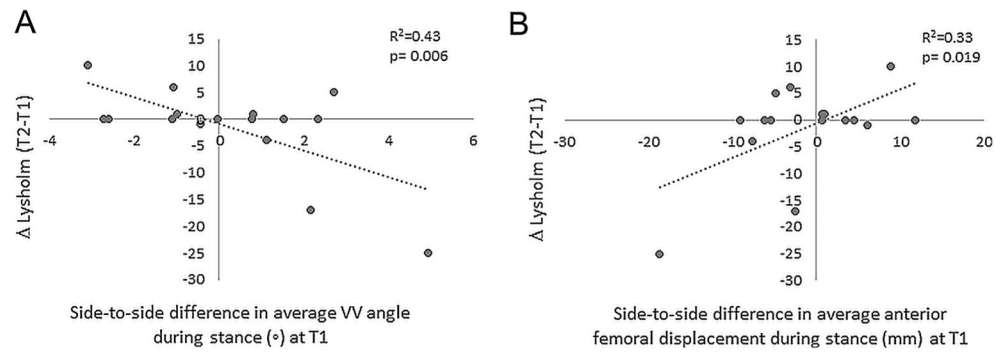 A
R²=0.43
p= 0.006
15
10
5
0
-5
-10
-15
-20
-25
-30
-4
-2
0
2
4
6
Δ Lysholm (T2-T1)
Side-to-side difference in average VV angle
during stance (∘) at T1
B
R²=0.33
p= 0.019
15
10
5
0
-5
-10
-15
-20
-25
-30
-30
-20
-10
0
10
20
Δ Lysholm (T2-T1)
Side-to-side difference in average anterior
femoral displacement during stance (mm) at T1